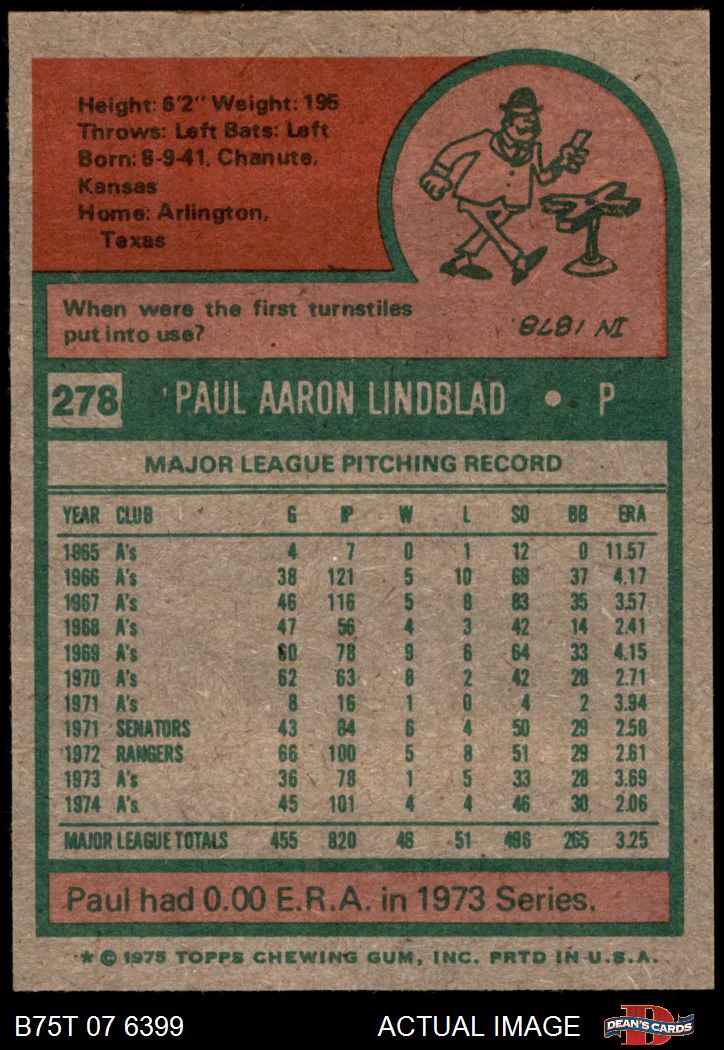 Height: 6'2" Weight: 195
Throws: Left Bats: Left
Born: 8-9-41, Chanute,
Kansas
Home: Arlington,
Texas
When were the first turnstiles
put into use?
IN 1878
278 PAUL AARON LINDBLAD • P
MAJOR LEAGUE PITCHING RECORD
YEAR CLUB G IP W L SO BB ERA
1965 A's 4 7 0 1 12 0 11.57
1966 A's 38 121 5 10 69 37 4.17
1967 A's 46 116 5 8 83 35 3.57
1968 A's 47 56 4 3 42 14 2.41
1969 A's 60 78 9 6 64 33 4.15
1970 A's 62 63 8 2 42 28 2.71
1971 A's 8 16 1 0 4 2 3.94
1971 SENATORS 43 84 6 4 50 29 2.58
1972 RANGERS 66 100 5 8 51 29 2.61
1973 A's 36 78 1 5 33 28 3.69
1974 A's 45 101 4 4 46 30 2.06
MAJOR LEAGUE TOTALS 455 820 48 51 496 265 3.25
Paul had 0.00 E.R.A. in 1973 Series.
* © 1975 TOPPS CHEWING GUM, INC. PRTD IN U.S.A.
B75T 07 6399 ACTUAL IMAGE D DEAN'S CARDS